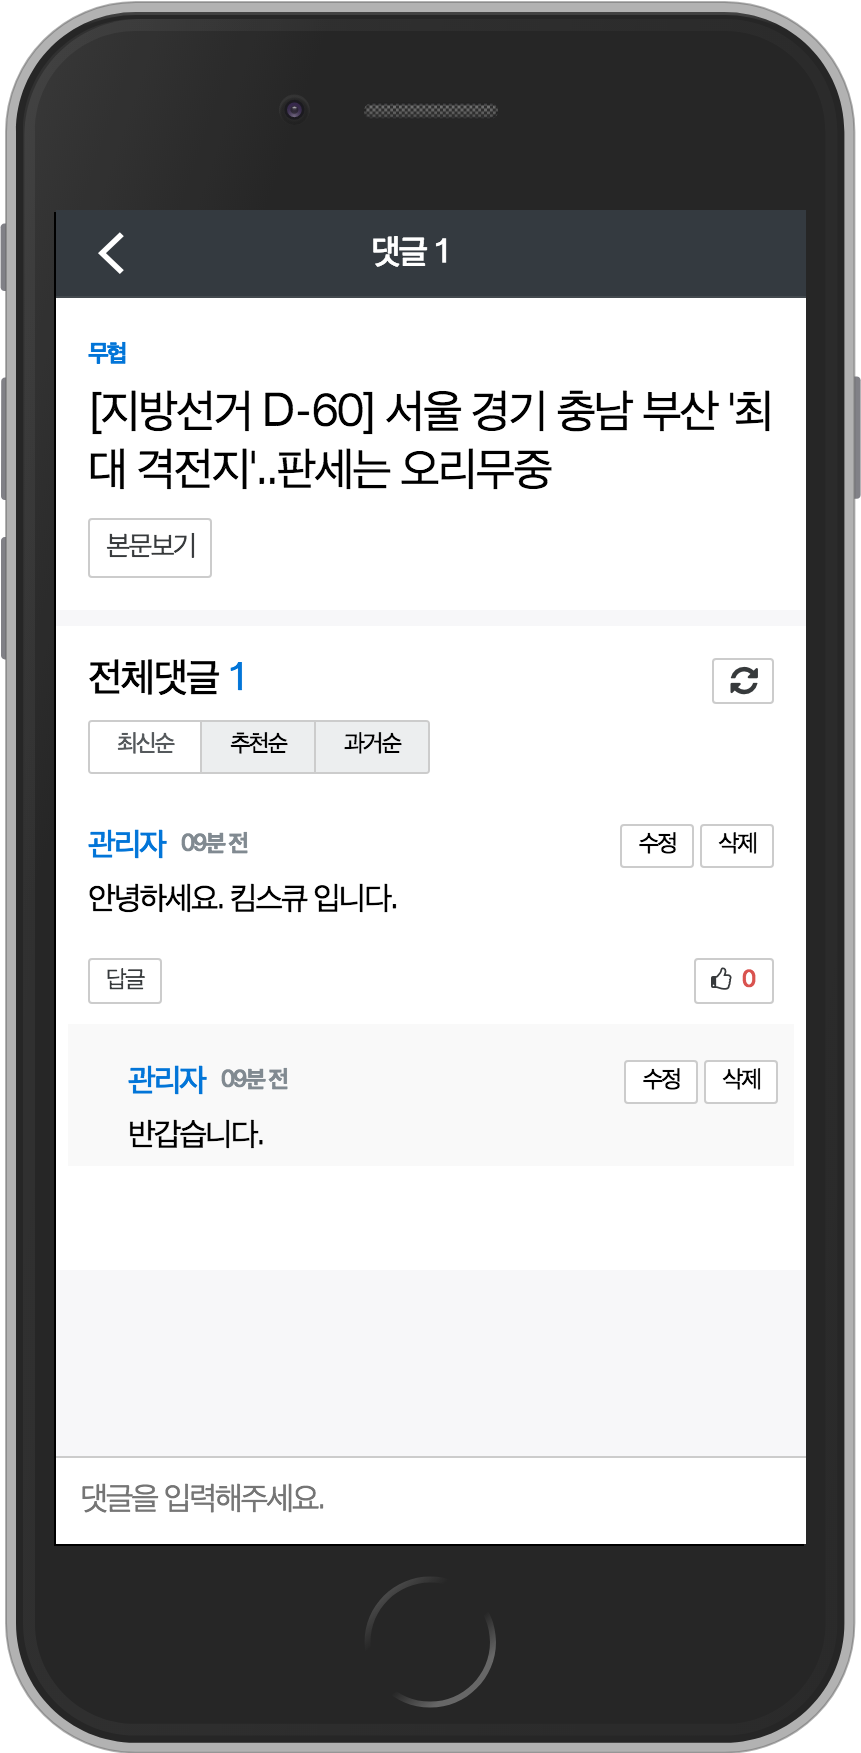 댓글 1
무협
[지방선거 D-60] 서울 경기 충남 부산 '최
대 격전지'..판세는 오리무중
본문보기
전체댓글 1
최신순 추천순 과거순
관리자 09분 전 수정 삭제
안녕하세요. 킴스큐 입니다.
답글 0
관리자 09분 전 수정 삭제
반갑습니다.
댓글을 입력해주세요.